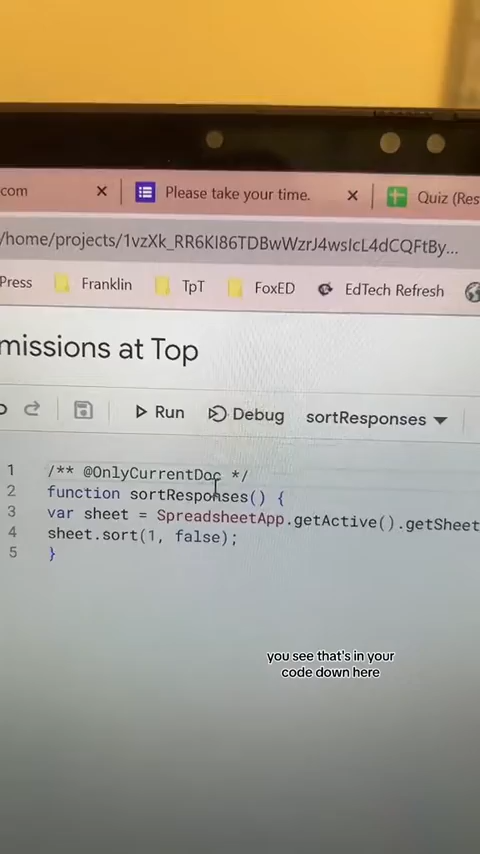 com × Please take your time. × Quiz (Res
/home/projects/1vzXk_RR6KI86TDBwWzrJ4wsIcL4dCQFtBy...
Press Franklin TpT FoxED EdTech Refresh
missions at Top
Run Debug sortResponses
1 /** @OnlyCurrentDoc */
2 function sortResponses() {
3 var sheet = SpreadsheetApp.getActive().getSheet
4 sheet.sort(1, false);
5 }
you see that's in your
code down here